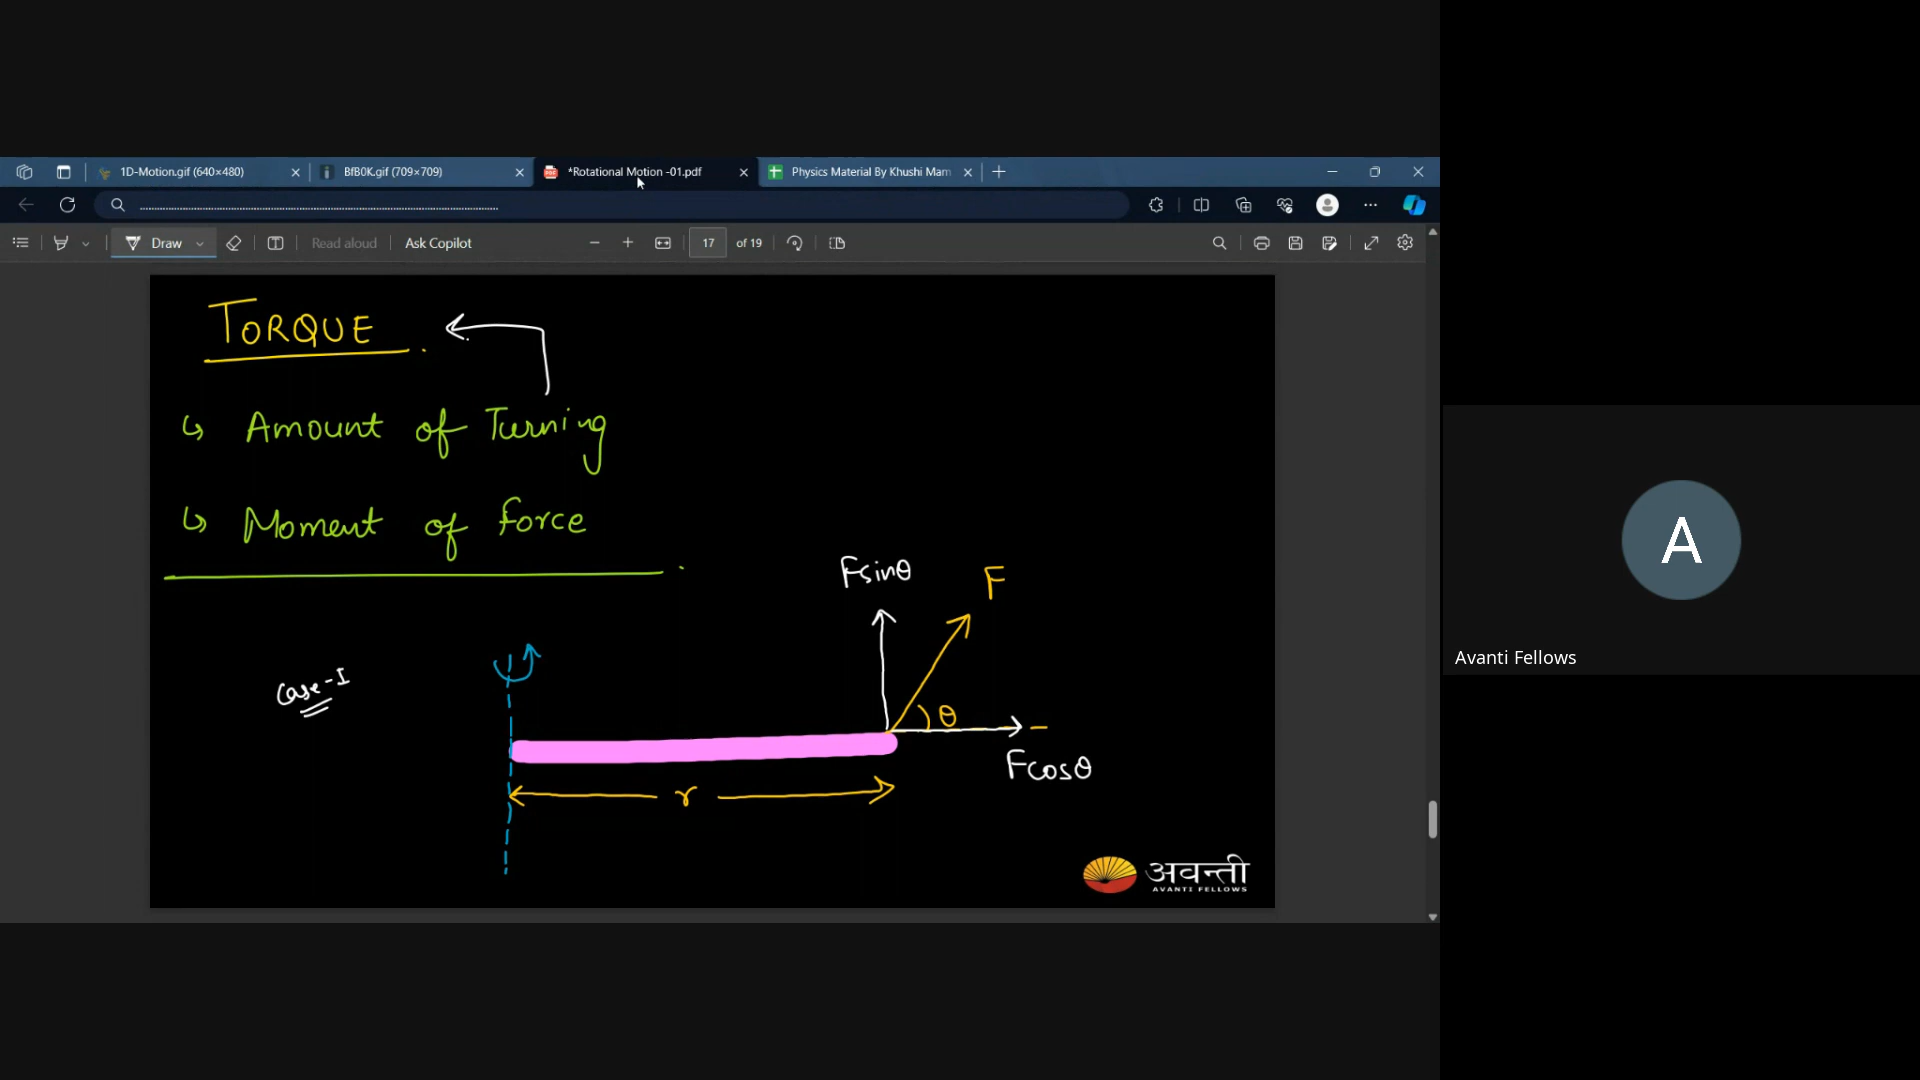 1D-Motion.gif (640×480)
BfB0K.gif (709×709)
*Rotational Motion -01.pdf
Physics Material By Khushi Mam
Draw
Read aloud
Ask Copilot
17 of 19
TORQUE
↳ Amount of Turning
↳ Moment of force
Fsinθ
F
Case-I
θ
Fcosθ
r
अवन्ती
AVANTI FELLOWS
A
Avanti Fellows